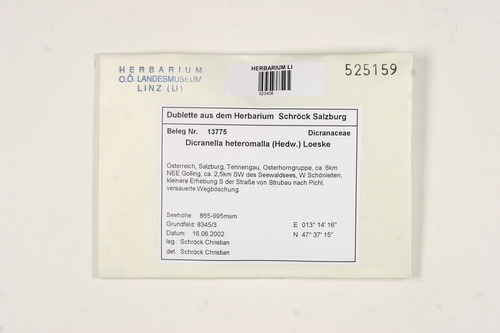 HERBARIUM
O.Ö. LANDESMUSEUM
LINZ (LI)
HERBARIUM LI
525159
Dublette aus dem Herbarium Schröck Salzburg
Beleg Nr. 13775 Dicranaceae
Dicranella heteromalla (Hedw.) Loeske
Österreich, Salzburg, Tennengau, Osterhorngruppe, ca. 6km
NEE Golling, ca. 2,5km SW des Seewaldsees, W Schönleiten,
kleinere Erhebung S der Straße von Strubau nach Pichl,
versauerte Wegböschung.
Seehöhe: 865-995msm
Grundfeld: 8345/3 E 013° 14' 16"
Datum: 16.06.2002 N 47° 37' 15"
leg.: Schröck Christian
det.: Schröck Christian